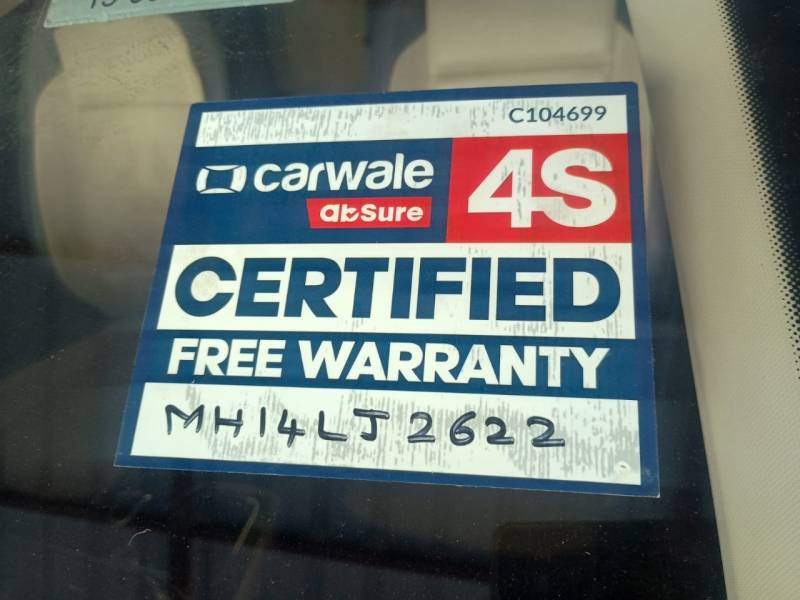 C104699
carwale
abSure
4S
CERTIFIED
FREE WARRANTY
MH14LJ2622